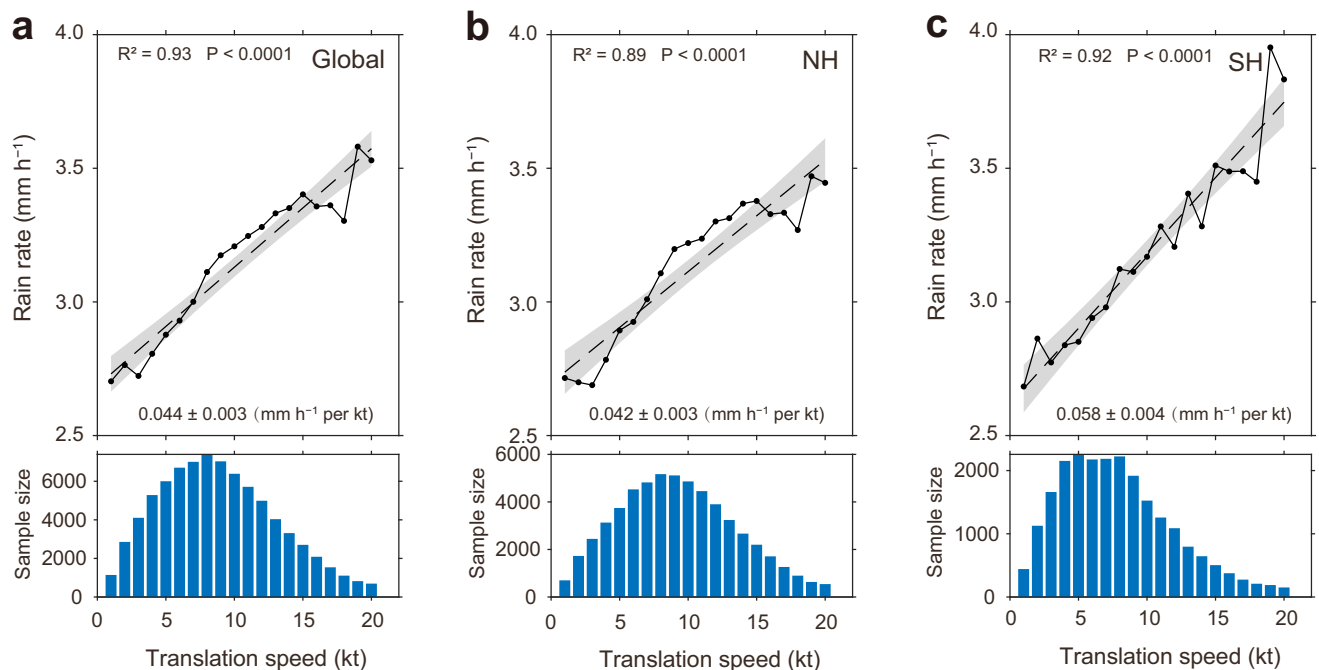 a
R² = 0.93 P < 0.0001
Global
4.0
3.5
3.0
2.5
Rain rate (mm h⁻¹)
0.044 ± 0.003 (mm h⁻¹ per kt)
6000
4000
2000
0
Sample size
0 5 10 15 20
Translation speed (kt)
b
R² = 0.89 P < 0.0001
NH
4.0
3.5
3.0
2.5
Rain rate (mm h⁻¹)
0.042 ± 0.003 (mm h⁻¹ per kt)
6000
4000
2000
0
Sample size
0 5 10 15 20
Translation speed (kt)
c
R² = 0.92 P < 0.0001
SH
4.0
3.5
3.0
2.5
Rain rate (mm h⁻¹)
0.058 ± 0.004 (mm h⁻¹ per kt)
2000
1000
0
Sample size
0 5 10 15 20
Translation speed (kt)